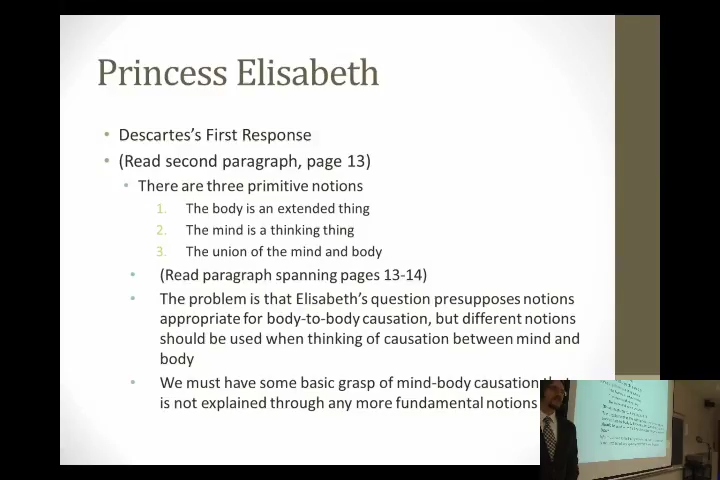 Princess Elisabeth
• Descartes's First Response
• (Read second paragraph, page 13)
• There are three primitive notions
1. The body is an extended thing
2. The mind is a thinking thing
3. The union of the mind and body
• (Read paragraph spanning pages 13-14)
• The problem is that Elisabeth's question presupposes notions
appropriate for body-to-body causation, but different notions
should be used when thinking of causation between mind and
body
• We must have some basic grasp of mind-body causation
is not explained through any more fundamental notions